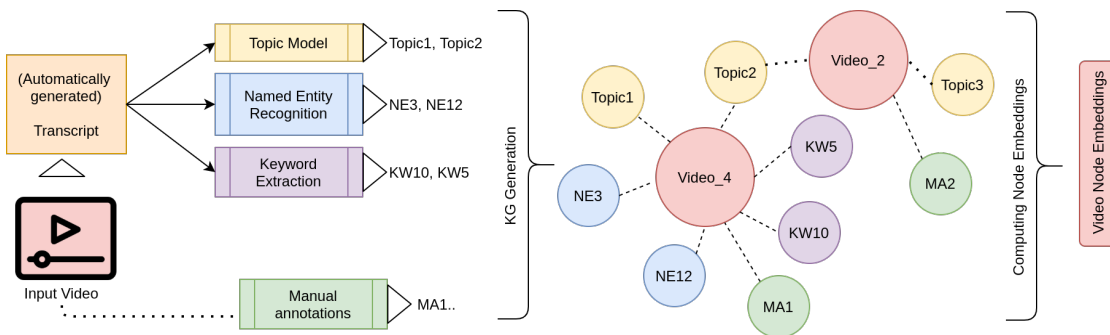 (Automatically
generated)
Transcript
Input Video
Topic Model
Topic1, Topic2
Named Entity
Recognition
NE3, NE12
Keyword
Extraction
KW10, KW5
Manual
annotations
MA1..
KG Generation
Topic1
Topic2
Video_2
Topic3
KW5
Video_4
NE3
MA2
KW10
NE12
MA1
Computing Node Embeddings
Video Node Embeddings